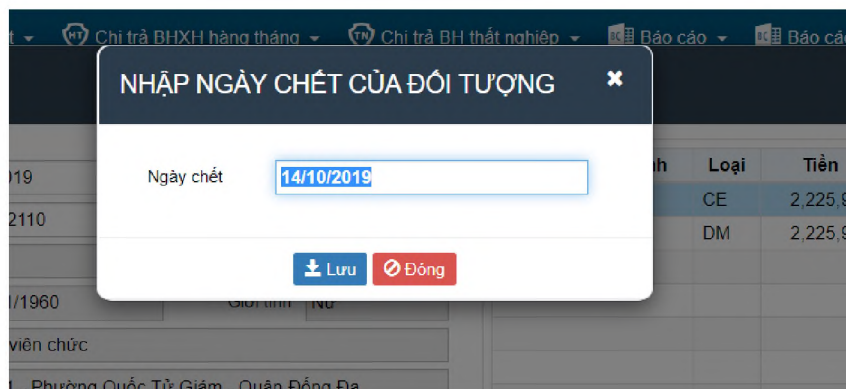 Chi trả BHXH hàng tháng Chi trả BH thất nghiệp Báo cáo Báo cáo
NHẬP NGÀY CHẾT CỦA ĐỐI TƯỢNG
Ngày chết 14/10/2019
Lưu Đóng
Loại Tiền
019
CE 2,225,9
2110
DM 2,225,9
1/1960 Giới tính Nữ
viên chức
Phường Quốc Tử Giám Quận Đống Đa